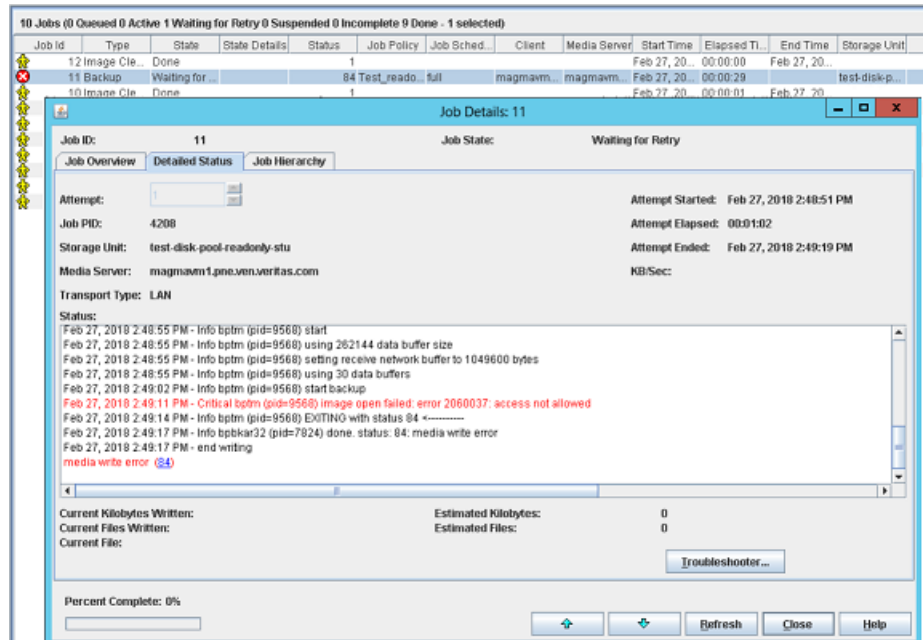 10 Jobs (0 Queued 0 Active 1 Waiting for Retry 0 Suspended 0 Incomplete 9 Done - 1 selected)
Job Id Type State State Details Status Job Policy Job Sched... Client Media Server Start Time Elapsed Ti... End Time Storage Unit
12 Image Cle... Done 1 Feb 27, 20... 00:00:00 Feb 27, 20...
11 Backup Waiting for ... 84 Test_reado... full magmavm... magmavm... Feb 27, 20... 00:00:29 test-disk-p...
10 Image Cle Done 1 Feb 27, 20 00:00:01 Feb 27, 20
Job Details: 11
Job ID: 11 Job State: Waiting for Retry
Job Overview Detailed Status Job Hierarchy
Attempt: 1 Attempt Started: Feb 27, 2018 2:48:51 PM
Job PID: 4208 Attempt Elapsed: 00:01:02
Storage Unit: test-disk-pool-readonly-stu Attempt Ended: Feb 27, 2018 2:49:19 PM
Media Server: magmavm1.pne.ven.veritas.com KB/Sec:
Transport Type: LAN
Status:
Feb 27, 2018 2:48:55 PM - Info bptm (pid=9568) start
Feb 27, 2018 2:48:55 PM - Info bptm (pid=9568) using 262144 data buffer size
Feb 27, 2018 2:48:55 PM - Info bptm (pid=9568) setting receive network buffer to 1049600 bytes
Feb 27, 2018 2:48:55 PM - Info bptm (pid=9568) using 30 data buffers
Feb 27, 2018 2:49:02 PM - Info bptm (pid=9568) start backup
Feb 27, 2018 2:49:11 PM - Critical bptm (pid=9568) image open failed: error 2060037: access not allowed
Feb 27, 2018 2:49:14 PM - Info bptm (pid=9568) EXITING with status 84 <----------
Feb 27, 2018 2:49:17 PM - Info bpbkar32 (pid=7824) done. status: 84: media write error
Feb 27, 2018 2:49:17 PM - end writing
media write error (84)
Current Kilobytes Written: Estimated Kilobytes: 0
Current Files Written: Estimated Files: 0
Current File:
Troubleshooter...
Percent Complete: 0%
Refresh Close Help